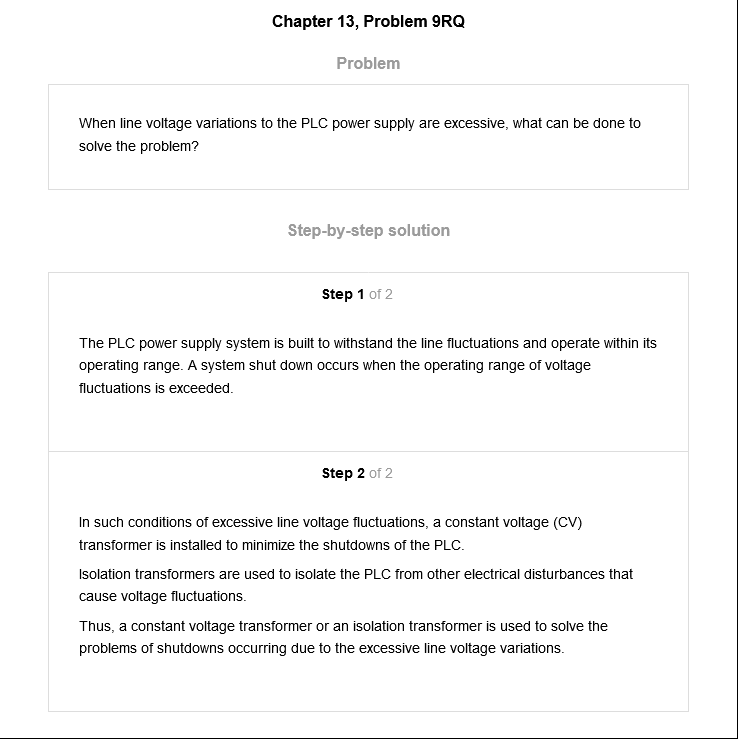 Chapter 13, Problem 9RQ
Problem
When line voltage variations to the PLC power supply are excessive, what can be done to
solve the problem?
Step-by-step solution
Step 1 of 2
The PLC power supply system is built to withstand the line fluctuations and operate within its
operating range. A system shut down occurs when the operating range of voltage
fluctuations is exceeded.
Step 2 of 2
In such conditions of excessive line voltage fluctuations, a constant voltage (CV)
transformer is installed to minimize the shutdowns of the PLC.
Isolation transformers are used to isolate the PLC from other electrical disturbances that
cause voltage fluctuations.
Thus, a constant voltage transformer or an isolation transformer is used to solve the
problems of shutdowns occurring due to the excessive line voltage variations.